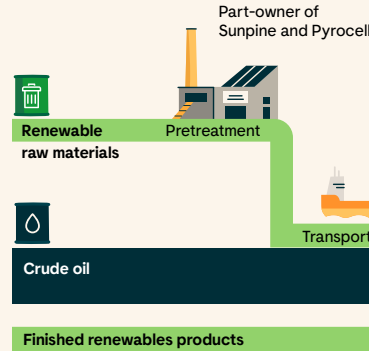 Part-owner of
Sunpine and Pyrocell
Renewable
raw materials
Pretreatment
Transport
Crude oil
Finished renewables products